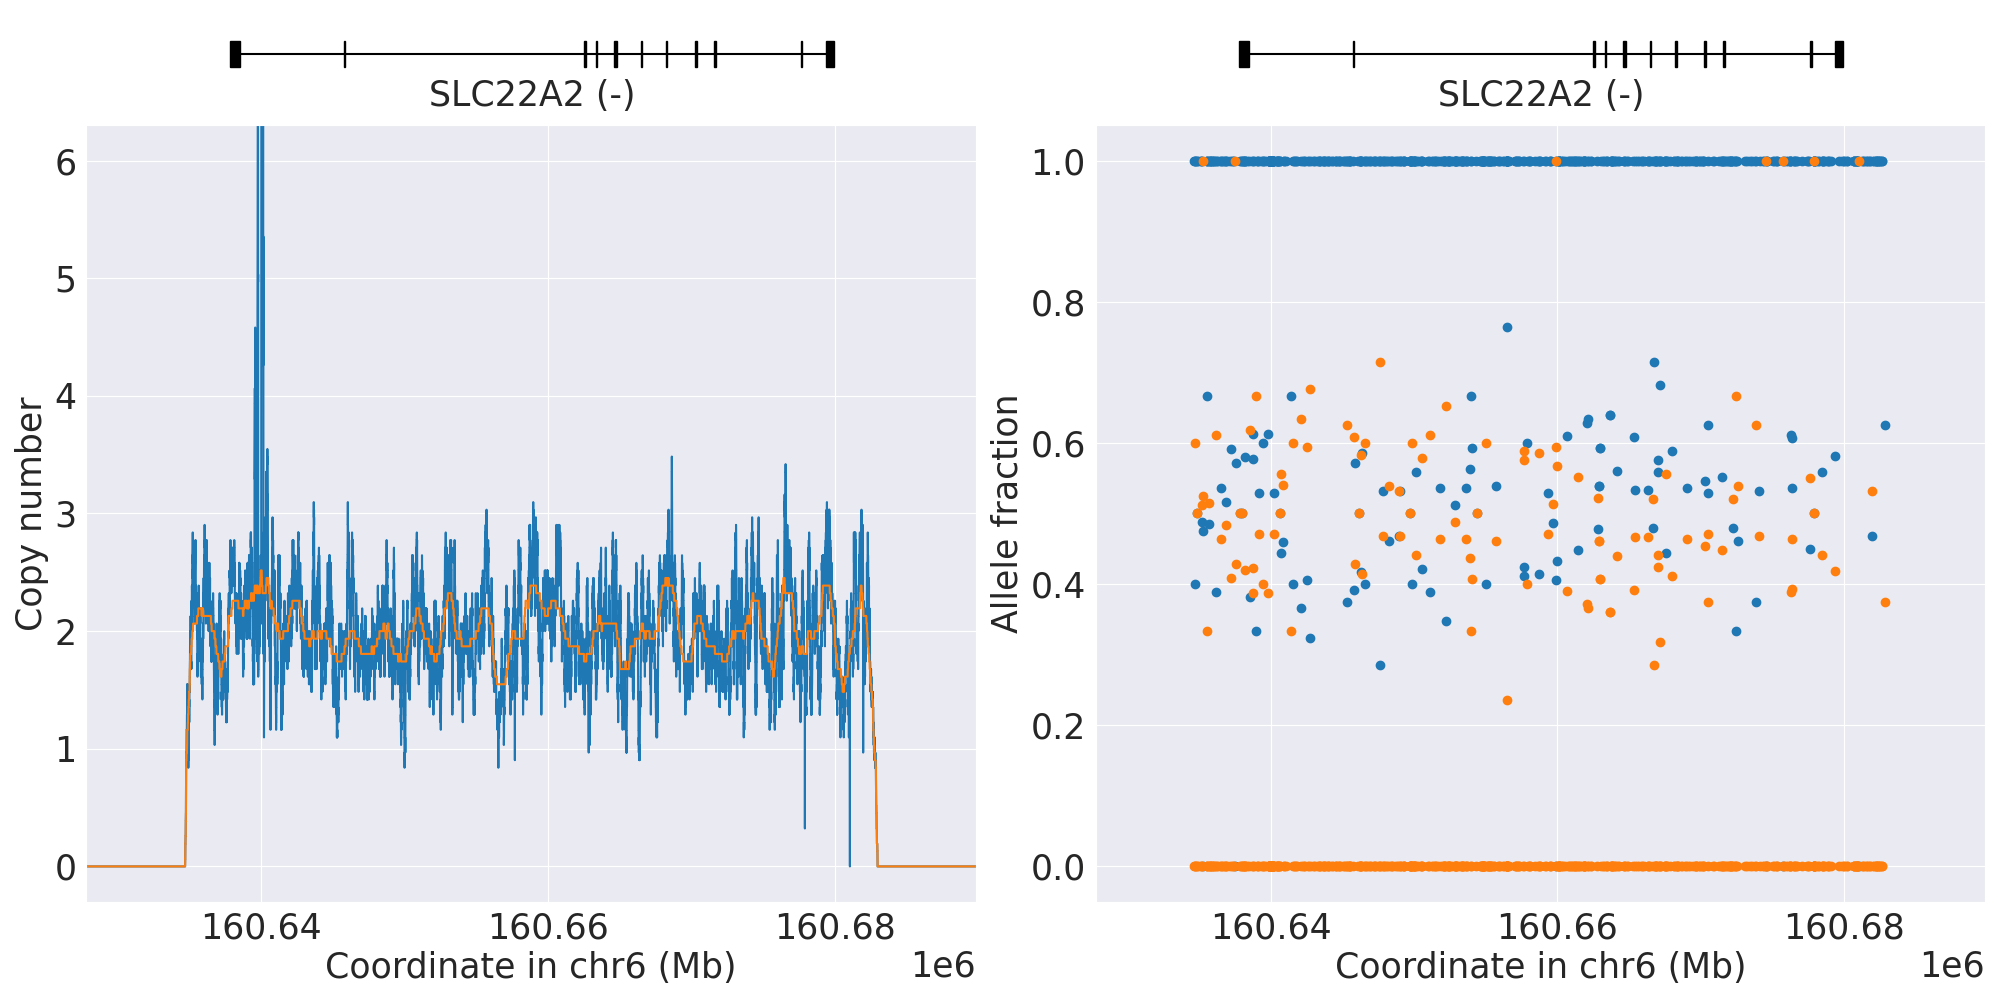 SLC22A2 (-)
SLC22A2 (-)
Copy number
6
5
4
3
2
1
0
160.64
160.66
160.68
Coordinate in chr6 (Mb)
1e6
Allele fraction
1.0
0.8
0.6
0.4
0.2
0.0
160.64
160.66
160.68
Coordinate in chr6 (Mb)
1e6